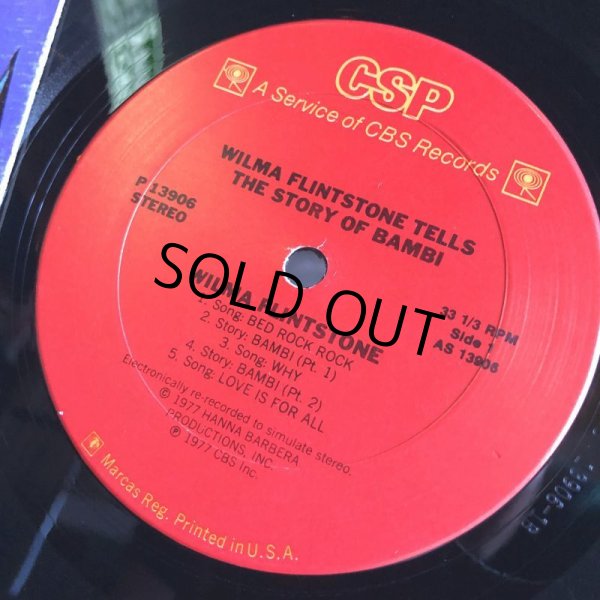 CSP
A Service of CBS Records
WILMA FLINTSTONE TELLS
THE STORY OF BAMBI
P 13906
STEREO
SOLD OUT
WILMA FLINTSTONE
33 1/3 RPM
Side 1
AS 13906
1. Song: BED ROCK ROCK
2. Story: BAMBI (Pt. 1)
3. Song: WHY
4. Story: BAMBI (Pt. 2)
5. Song: LOVE IS FOR ALL
Electronically re-recorded to simulate stereo.
© 1977 HANNA BARBERA
PRODUCTIONS, INC.
℗ 1977 CBS Inc.
Marcas Reg. Printed in U.S.A.